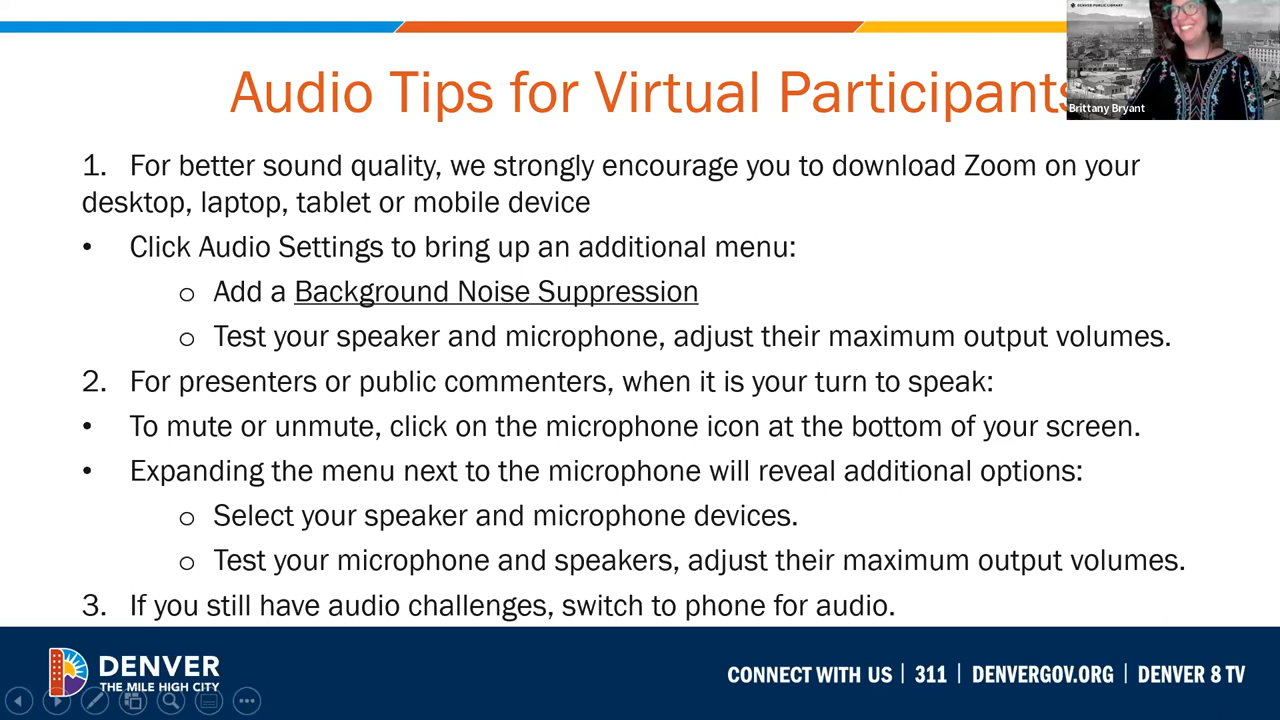 DENVER PUBLIC LIBRARY
Brittany Bryant
Audio Tips for Virtual Participants
1. For better sound quality, we strongly encourage you to download Zoom on your
desktop, laptop, tablet or mobile device
• Click Audio Settings to bring up an additional menu:
o Add a Background Noise Suppression
o Test your speaker and microphone, adjust their maximum output volumes.
2. For presenters or public commenters, when it is your turn to speak:
• To mute or unmute, click on the microphone icon at the bottom of your screen.
• Expanding the menu next to the microphone will reveal additional options:
o Select your speaker and microphone devices.
o Test your microphone and speakers, adjust their maximum output volumes.
3. If you still have audio challenges, switch to phone for audio.
DENVER
THE MILE HIGH CITY
CONNECT WITH US | 311 | DENVERGOV.ORG | DENVER 8 TV